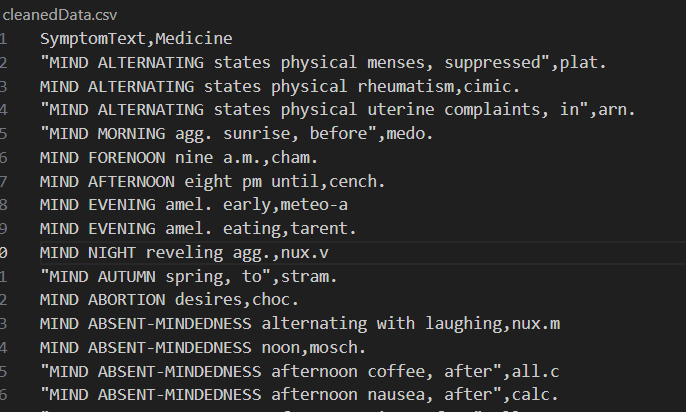 cleanedData.csv
1 SymptomText,Medicine
2 "MIND ALTERNATING states physical menses, suppressed",plat.
3 MIND ALTERNATING states physical rheumatism,cimic.
4 "MIND ALTERNATING states physical uterine complaints, in",arn.
5 "MIND MORNING agg. sunrise, before",medo.
6 MIND FORENOON nine a.m.,cham.
7 MIND AFTERNOON eight pm until,cench.
8 MIND EVENING amel. early,meteo-a
9 MIND EVENING amel. eating,tarent.
0 MIND NIGHT reveling agg.,nux.v
1 "MIND AUTUMN spring, to",stram.
2 MIND ABORTION desires,choc.
3 MIND ABSENT-MINDEDNESS alternating with laughing,nux.m
4 MIND ABSENT-MINDEDNESS noon,mosch.
5 "MIND ABSENT-MINDEDNESS afternoon coffee, after",all.c
6 "MIND ABSENT-MINDEDNESS afternoon nausea, after",calc.